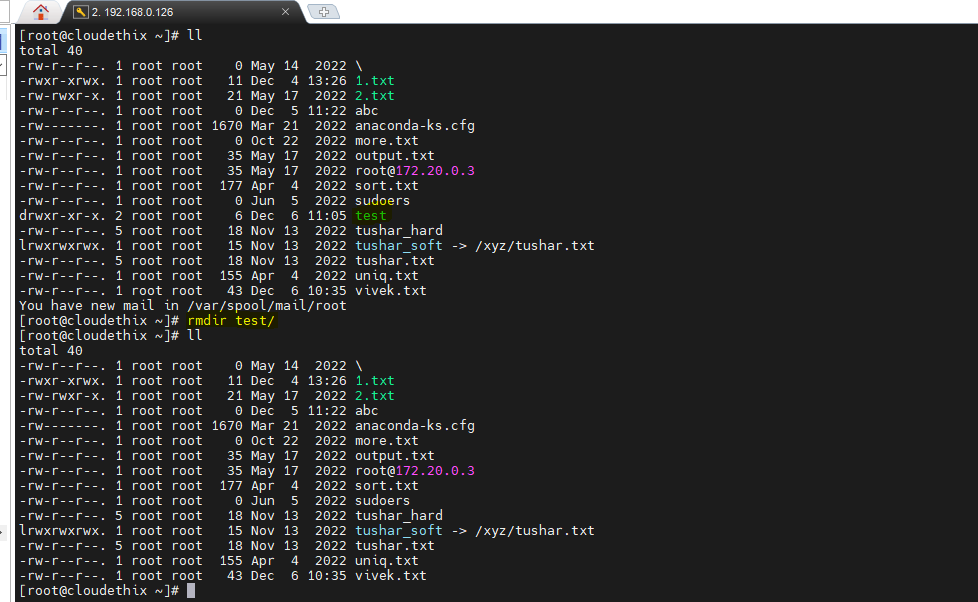 2. 192.168.0.126
[root@cloudethix ~]# ll
total 40
-rw-r--r--. 1 root root    0 May 14  2022 \
-rwxr-xrwx. 1 root root   11 Dec  4 13:26 1.txt
-rw-rwxr-x. 1 root root   21 May 17  2022 2.txt
-rw-r--r--. 1 root root    0 Dec  5 11:22 abc
-rw-------. 1 root root 1670 Mar 21  2022 anaconda-ks.cfg
-rw-r--r--. 1 root root    0 Oct 22  2022 more.txt
-rw-r--r--. 1 root root   35 May 17  2022 output.txt
-rw-r--r--. 1 root root   35 May 17  2022 root@172.20.0.3
-rw-r--r--. 1 root root  177 Apr  4  2022 sort.txt
-rw-r--r--. 1 root root    0 Jun  5  2022 sudoers
drwxr-xr-x. 2 root root    6 Dec  6 11:05 test
-rw-r--r--. 5 root root   18 Nov 13  2022 tushar_hard
lrwxrwxrwx. 1 root root   15 Nov 13  2022 tushar_soft -> /xyz/tushar.txt
-rw-r--r--. 5 root root   18 Nov 13  2022 tushar.txt
-rw-r--r--. 1 root root  155 Apr  4  2022 uniq.txt
-rw-r--r--. 1 root root   43 Dec  6 10:35 vivek.txt
You have new mail in /var/spool/mail/root
[root@cloudethix ~]# rmdir test/
[root@cloudethix ~]# ll
total 40
-rw-r--r--. 1 root root    0 May 14  2022 \
-rwxr-xrwx. 1 root root   11 Dec  4 13:26 1.txt
-rw-rwxr-x. 1 root root   21 May 17  2022 2.txt
-rw-r--r--. 1 root root    0 Dec  5 11:22 abc
-rw-------. 1 root root 1670 Mar 21  2022 anaconda-ks.cfg
-rw-r--r--. 1 root root    0 Oct 22  2022 more.txt
-rw-r--r--. 1 root root   35 May 17  2022 output.txt
-rw-r--r--. 1 root root   35 May 17  2022 root@172.20.0.3
-rw-r--r--. 1 root root  177 Apr  4  2022 sort.txt
-rw-r--r--. 1 root root    0 Jun  5  2022 sudoers
-rw-r--r--. 5 root root   18 Nov 13  2022 tushar_hard
lrwxrwxrwx. 1 root root   15 Nov 13  2022 tushar_soft -> /xyz/tushar.txt
-rw-r--r--. 5 root root   18 Nov 13  2022 tushar.txt
-rw-r--r--. 1 root root  155 Apr  4  2022 uniq.txt
-rw-r--r--. 1 root root   43 Dec  6 10:35 vivek.txt
[root@cloudethix ~]#